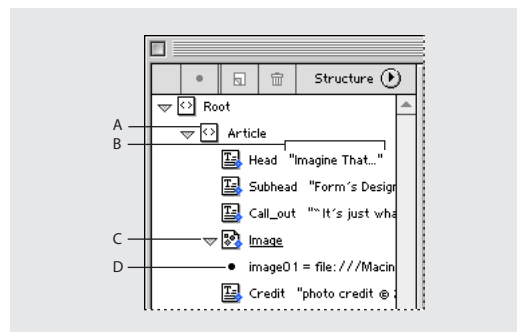 Structure
Root
A
Article
B
Head "Imagine That..."
Subhead "Form's Design
Call_out "“It's just wha
C
Image
D
image01 = file:///Macin
Credit "photo credit ©